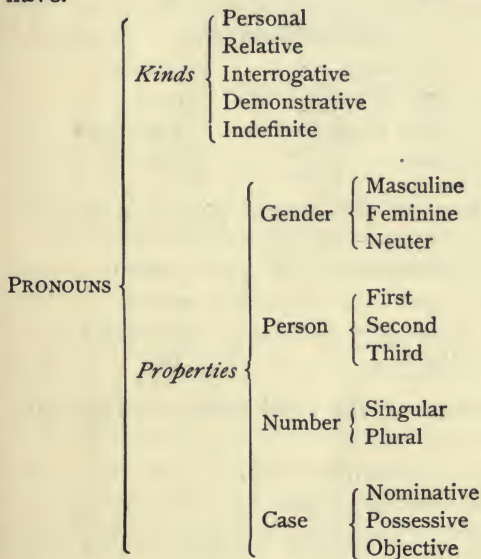 have.
Personal
Relative
Kinds
Interrogative
Demonstrative
Indefinite
Masculine
Gender
Feminine
Neuter
PRONOUNS
First
Person
Second
Third
Properties
Number
Singular
Plural
Nominative
Case
Possessive
Objective